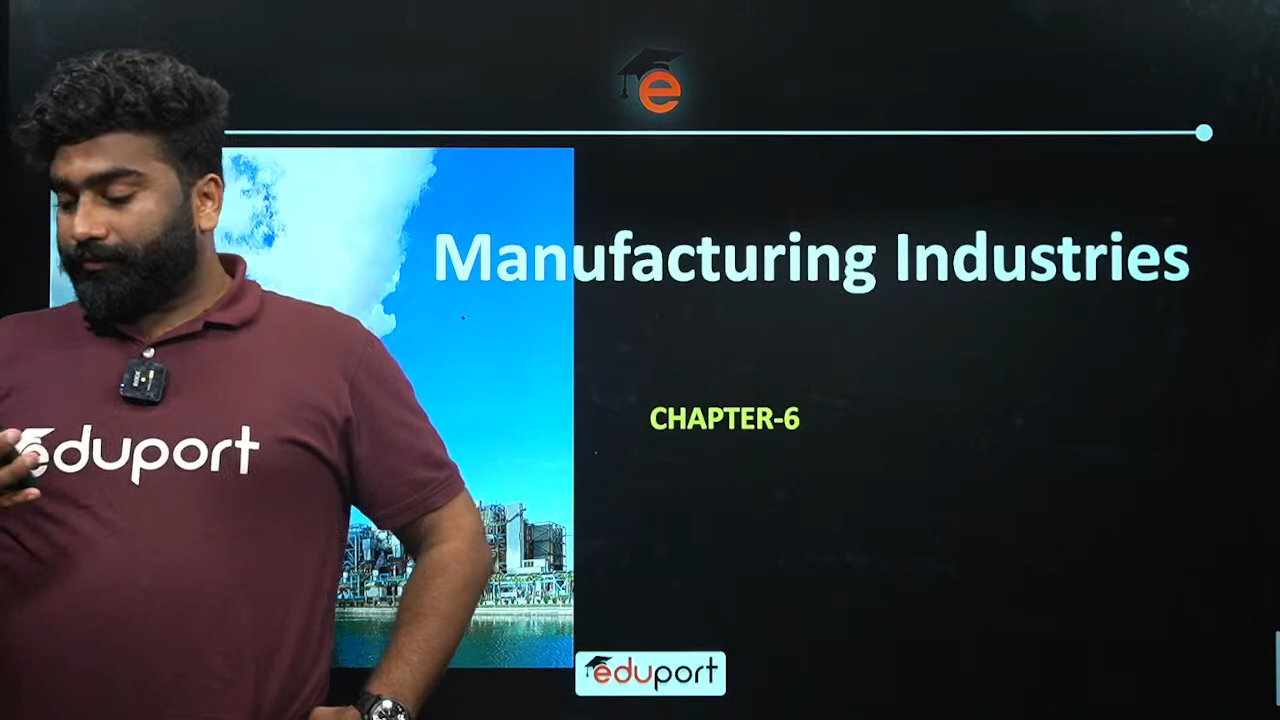 e
Manufacturing Industries
CHAPTER-6
eduport
eduport